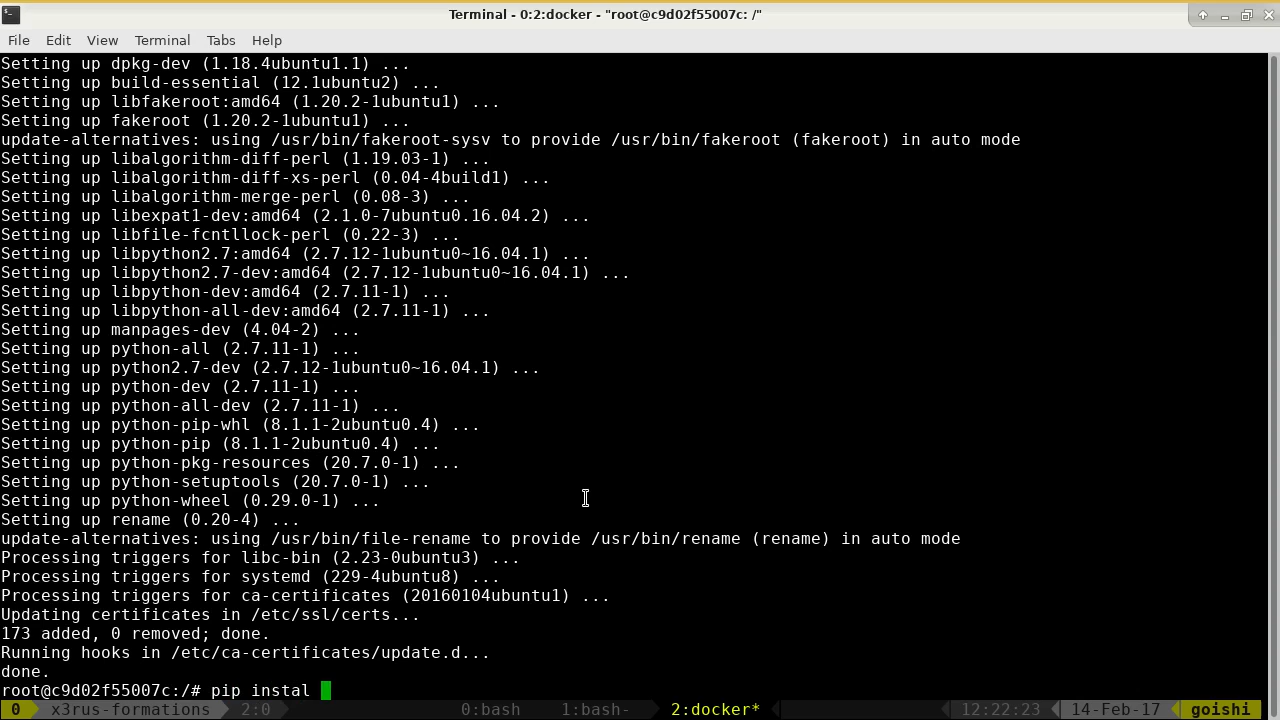 Terminal - 0:2:docker - "root@c9d02f55007c: /"
File Edit View Terminal Tabs Help
Setting up dpkg-dev (1.18.4ubuntu1.1) ...
Setting up build-essential (12.1ubuntu2) ...
Setting up libfakeroot:amd64 (1.20.2-1ubuntu1) ...
Setting up fakeroot (1.20.2-1ubuntu1) ...
update-alternatives: using /usr/bin/fakeroot-sysv to provide /usr/bin/fakeroot (fakeroot) in auto mode
Setting up libalgorithm-diff-perl (1.19.03-1) ...
Setting up libalgorithm-diff-xs-perl (0.04-4build1) ...
Setting up libalgorithm-merge-perl (0.08-3) ...
Setting up libexpat1-dev:amd64 (2.1.0-7ubuntu0.16.04.2) ...
Setting up libfile-fcntllock-perl (0.22-3) ...
Setting up libpython2.7:amd64 (2.7.12-1ubuntu0~16.04.1) ...
Setting up libpython2.7-dev:amd64 (2.7.12-1ubuntu0~16.04.1) ...
Setting up libpython-dev:amd64 (2.7.11-1) ...
Setting up libpython-all-dev:amd64 (2.7.11-1) ...
Setting up manpages-dev (4.04-2) ...
Setting up python-all (2.7.11-1) ...
Setting up python2.7-dev (2.7.12-1ubuntu0~16.04.1) ...
Setting up python-dev (2.7.11-1) ...
Setting up python-all-dev (2.7.11-1) ...
Setting up python-pip-whl (8.1.1-2ubuntu0.4) ...
Setting up python-pip (8.1.1-2ubuntu0.4) ...
Setting up python-pkg-resources (20.7.0-1) ...
Setting up python-setuptools (20.7.0-1) ...
Setting up python-wheel (0.29.0-1) ...
Setting up rename (0.20-4) ...
update-alternatives: using /usr/bin/file-rename to provide /usr/bin/rename (rename) in auto mode
Processing triggers for libc-bin (2.23-0ubuntu3) ...
Processing triggers for systemd (229-4ubuntu8) ...
Processing triggers for ca-certificates (20160104ubuntu1) ...
Updating certificates in /etc/ssl/certs...
173 added, 0 removed; done.
Running hooks in /etc/ca-certificates/update.d...
done.
root@c9d02f55007c:/# pip instal
0 x3rus-formations 2:0 0:bash 1:bash- 2:docker* 12:22:23 14-Feb-17 goishi